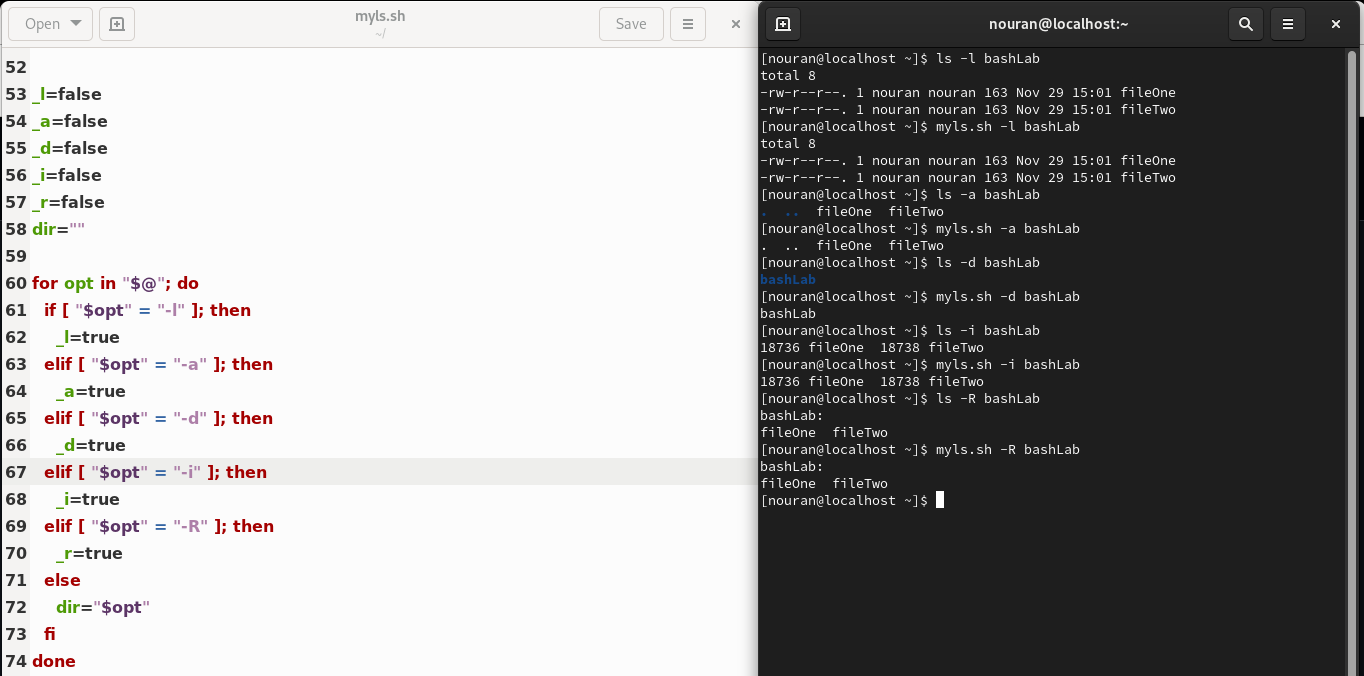 Open
myls.sh
~/
Save
52
53 _l=false
54 _a=false
55 _d=false
56 _i=false
57 _r=false
58 dir=""
59
60 for opt in "$@"; do
61 if [ "$opt" = "-l" ]; then
62 _l=true
63 elif [ "$opt" = "-a" ]; then
64 _a=true
65 elif [ "$opt" = "-d" ]; then
66 _d=true
67 elif [ "$opt" = "-i" ]; then
68 _i=true
69 elif [ "$opt" = "-R" ]; then
70 _r=true
71 else
72 dir="$opt"
73 fi
74 done
nouran@localhost:~
[nouran@localhost ~]$ ls -l bashLab
total 8
-rw-r--r--. 1 nouran nouran 163 Nov 29 15:01 fileOne
-rw-r--r--. 1 nouran nouran 163 Nov 29 15:01 fileTwo
[nouran@localhost ~]$ myls.sh -l bashLab
total 8
-rw-r--r--. 1 nouran nouran 163 Nov 29 15:01 fileOne
-rw-r--r--. 1 nouran nouran 163 Nov 29 15:01 fileTwo
[nouran@localhost ~]$ ls -a bashLab
.  ..  fileOne  fileTwo
[nouran@localhost ~]$ myls.sh -a bashLab
.  ..  fileOne  fileTwo
[nouran@localhost ~]$ ls -d bashLab
bashLab
[nouran@localhost ~]$ myls.sh -d bashLab
bashLab
[nouran@localhost ~]$ ls -i bashLab
18736 fileOne  18738 fileTwo
[nouran@localhost ~]$ myls.sh -i bashLab
18736 fileOne  18738 fileTwo
[nouran@localhost ~]$ ls -R bashLab
bashLab:
fileOne  fileTwo
[nouran@localhost ~]$ myls.sh -R bashLab
bashLab:
fileOne  fileTwo
[nouran@localhost ~]$